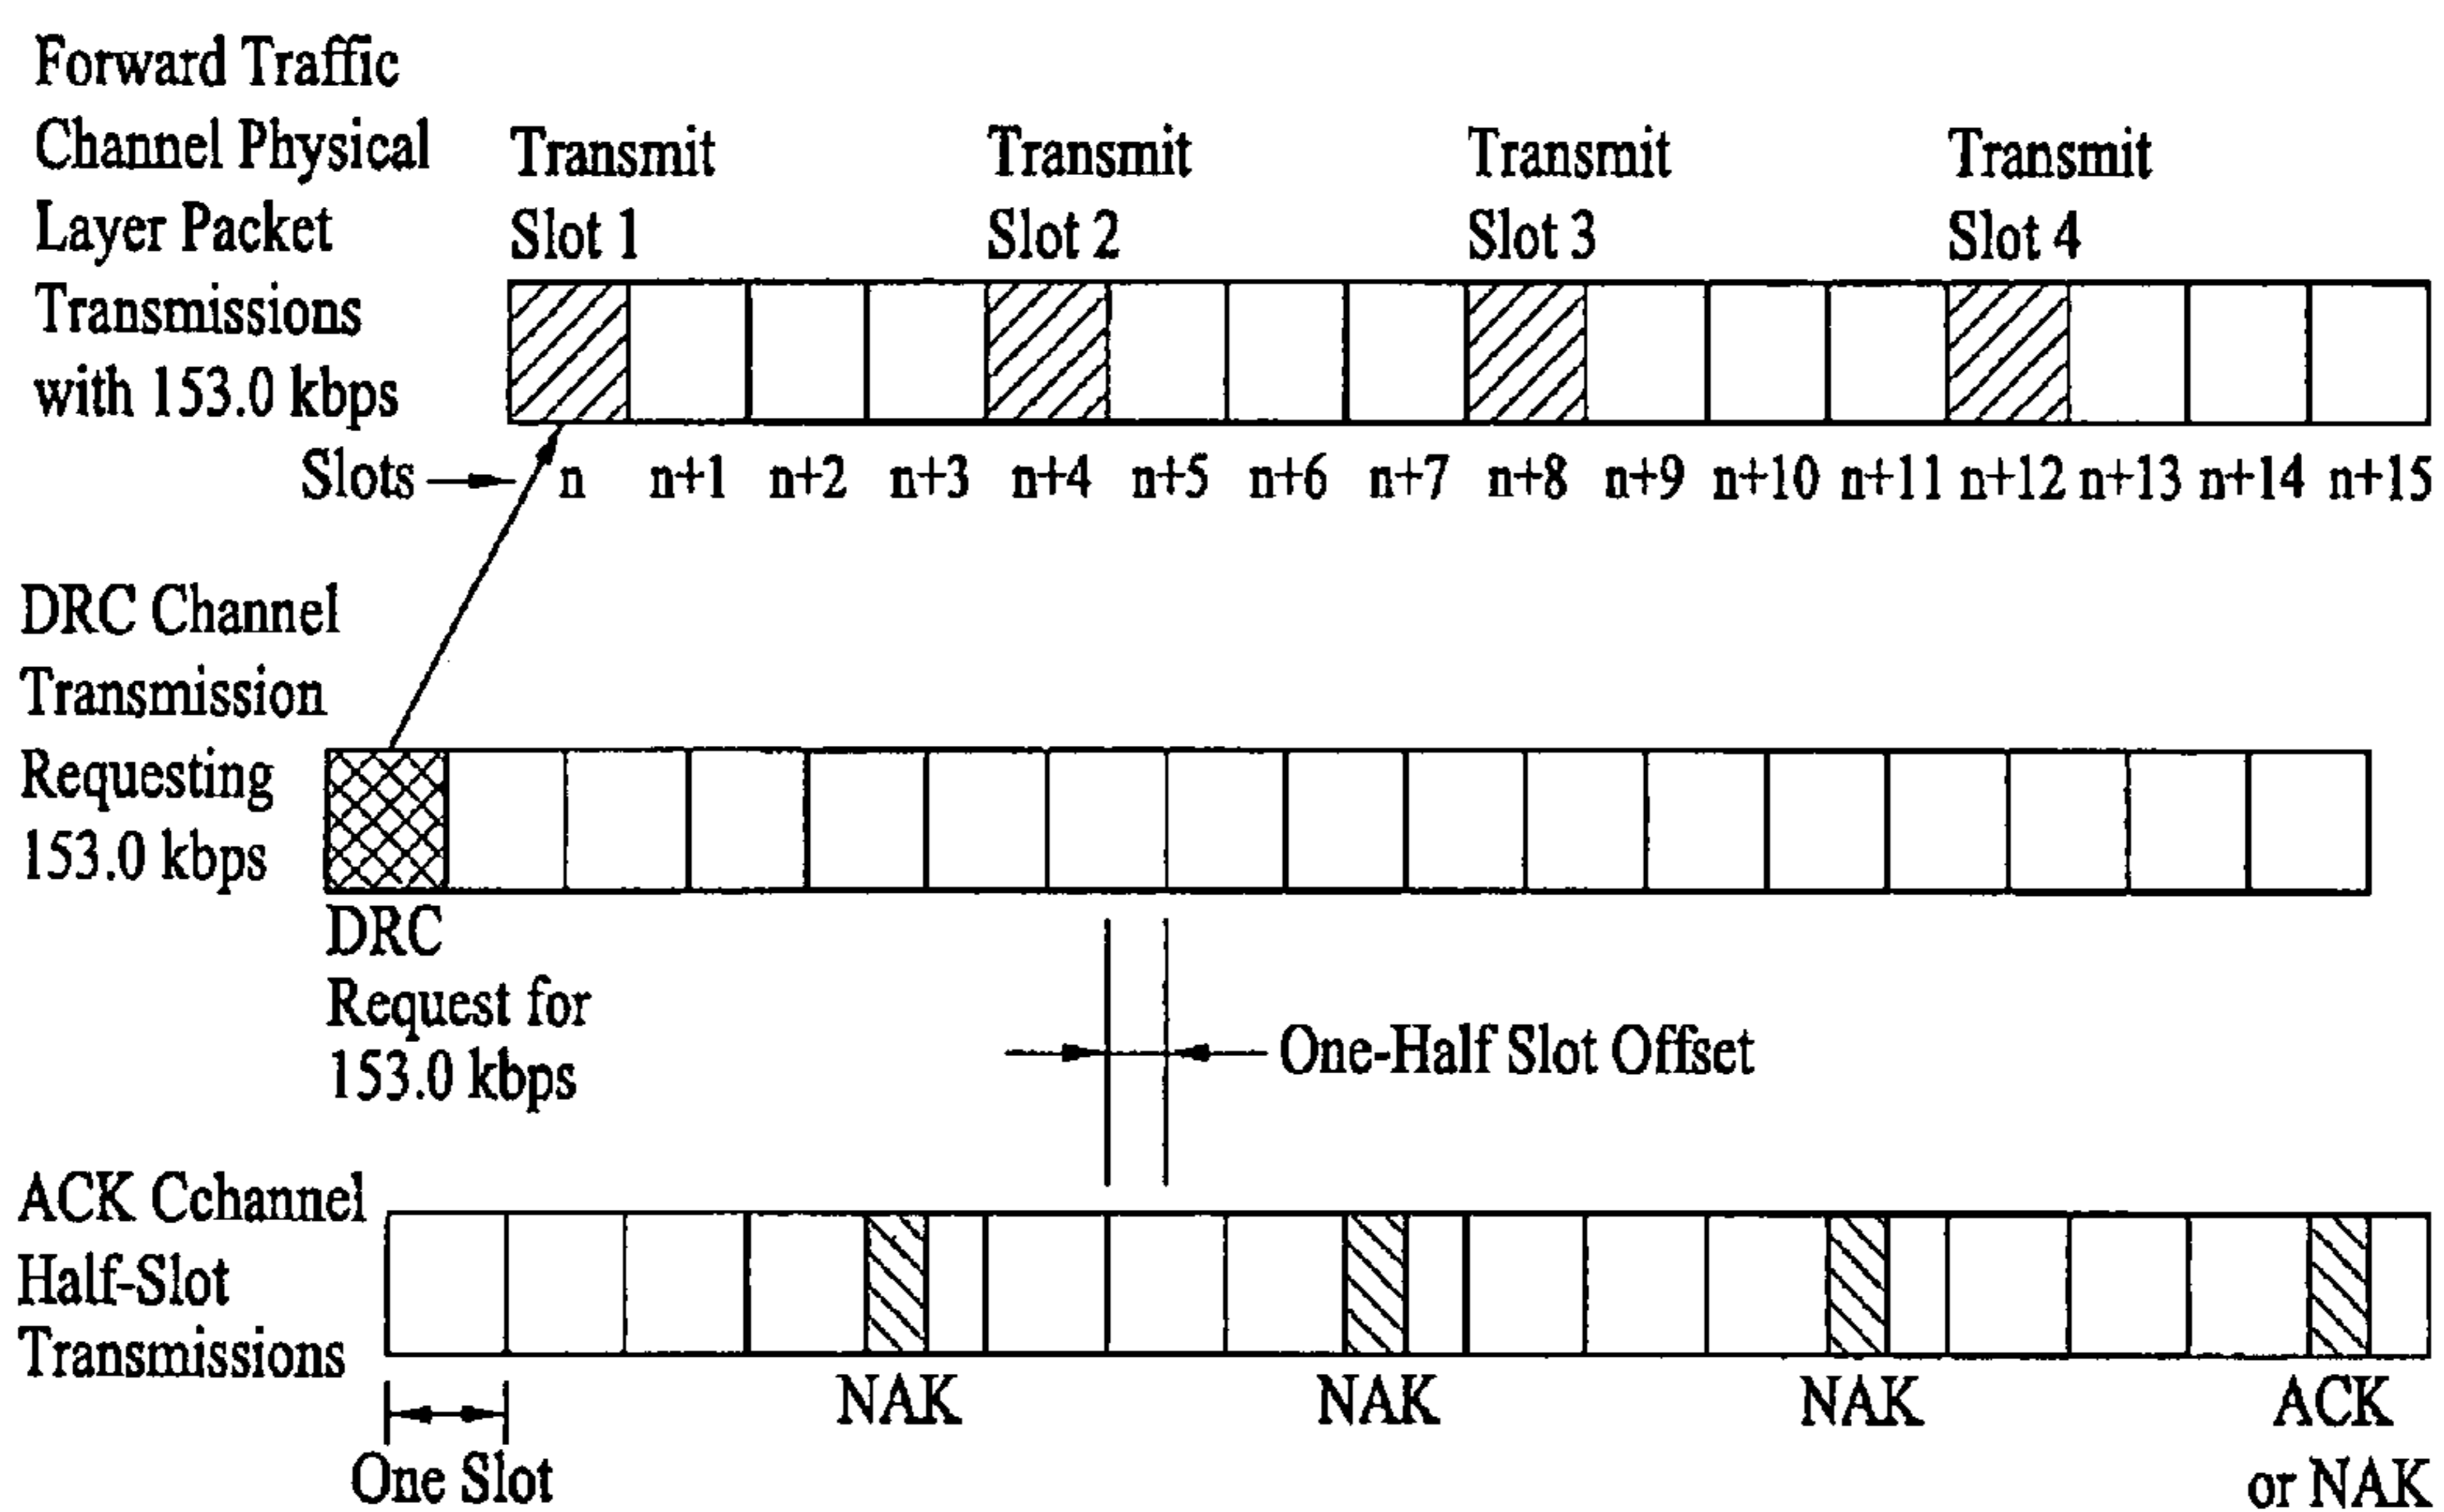 Forward Traffic
Channel Physical
Layer Packet
Transmissions
with 153.0 kbps
Transmit
Slot 1
Transmit
Slot 2
Transmit
Slot 3
Transmit
Slot 4
Slots
n n+1 n+2 n+3 n+4 n+5 n+6 n+7 n+8 n+9 n+10 n+11 n+12 n+13 n+14 n+15
DRC Channel
Transmission
Requesting
153.0 kbps
DRC
Request for
153.0 kbps
One-Half Slot Offset
ACK Cchannel
Half-Slot
Transmissions
One Slot
NAK
NAK
NAK
ACK
or NAK